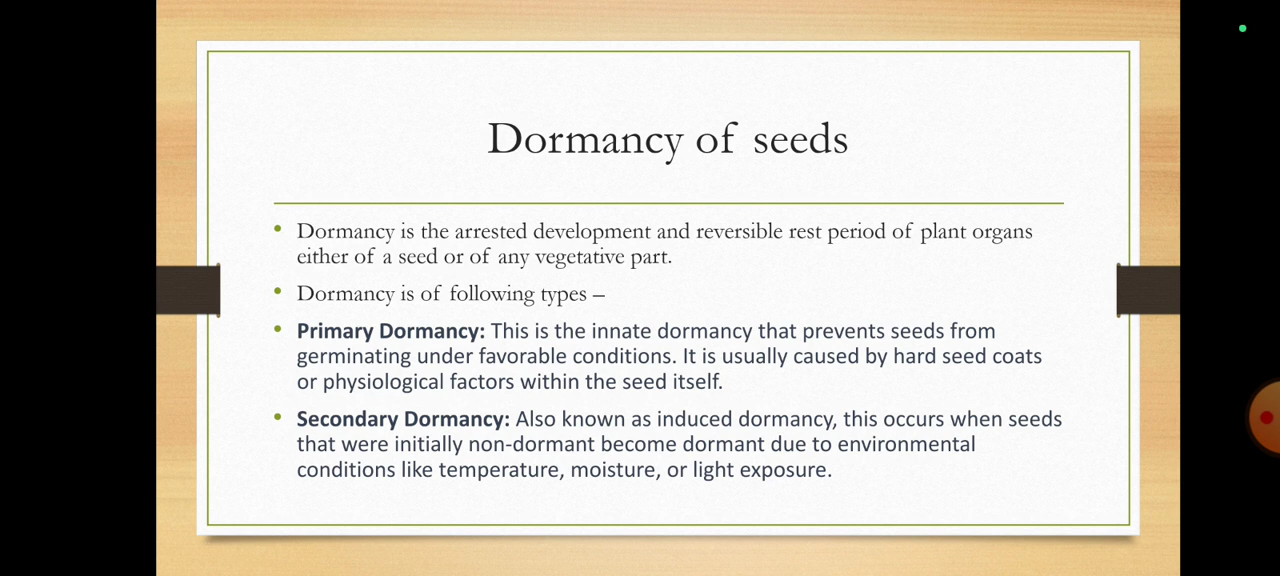 Dormancy of seeds
• Dormancy is the arrested development and reversible rest period of plant organs
either of a seed or of any vegetative part.
• Dormancy is of following types –
• Primary Dormancy: This is the innate dormancy that prevents seeds from
germinating under favorable conditions. It is usually caused by hard seed coats
or physiological factors within the seed itself.
• Secondary Dormancy: Also known as induced dormancy, this occurs when seeds
that were initially non-dormant become dormant due to environmental
conditions like temperature, moisture, or light exposure.